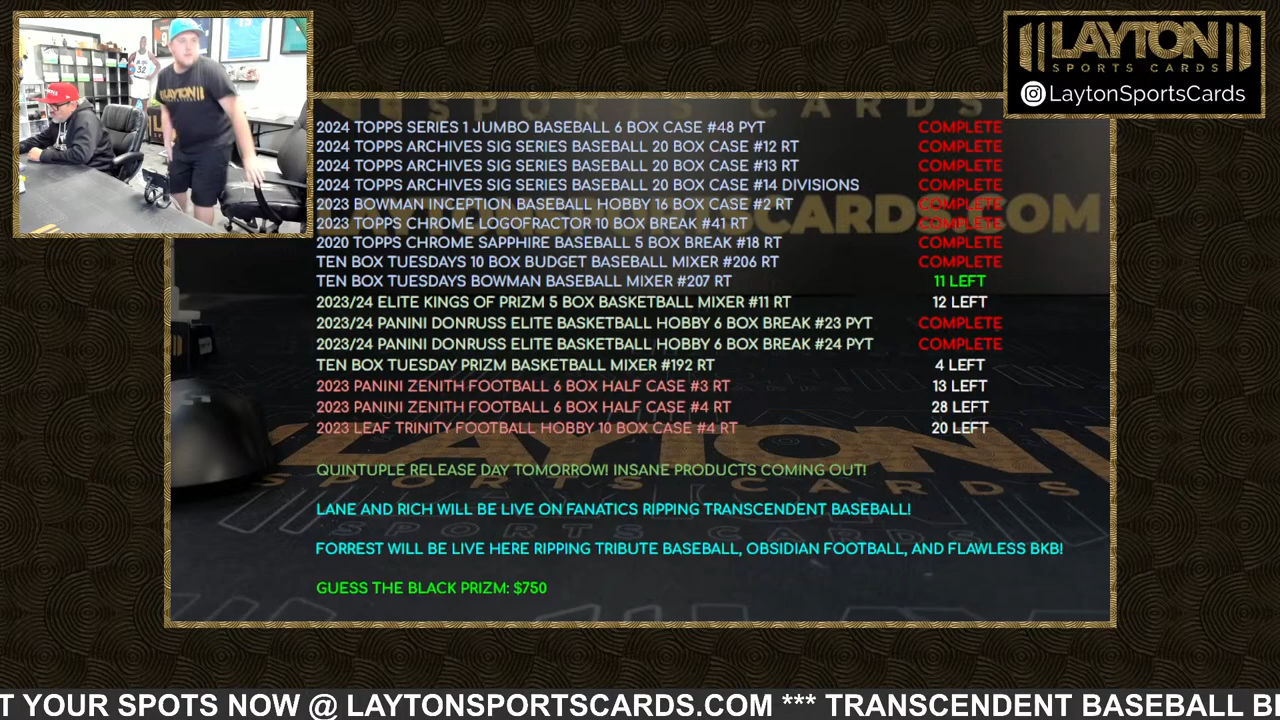 LAYTON
SPORTS CARDS
LaytonSportsCards
2024 TOPPS SERIES 1 JUMBO BASEBALL 6 BOX CASE #48 PYT COMPLETE
2024 TOPPS ARCHIVES SIG SERIES BASEBALL 20 BOX CASE #12 RT COMPLETE
2024 TOPPS ARCHIVES SIG SERIES BASEBALL 20 BOX CASE #13 RT COMPLETE
2024 TOPPS ARCHIVES SIG SERIES BASEBALL 20 BOX CASE #14 DIVISIONS COMPLETE
2023 BOWMAN INCEPTION BASEBALL HOBBY 16 BOX CASE #2 RT COMPLETE
2023 TOPPS CHROME LOGOFRACTOR 10 BOX BREAK #41 RT COMPLETE
2020 TOPPS CHROME SAPPHIRE BASEBALL 5 BOX BREAK #18 RT COMPLETE
TEN BOX TUESDAYS 10 BOX BUDGET BASEBALL MIXER #206 RT COMPLETE
TEN BOX TUESDAYS BOWMAN BASEBALL MIXER #207 RT 11 LEFT
2023/24 ELITE KINGS OF PRIZM 5 BOX BASKETBALL MIXER #11 RT 12 LEFT
2023/24 PANINI DONRUSS ELITE BASKETBALL HOBBY 6 BOX BREAK #23 PYT COMPLETE
2023/24 PANINI DONRUSS ELITE BASKETBALL HOBBY 6 BOX BREAK #24 PYT COMPLETE
TEN BOX TUESDAY PRIZM BASKETBALL MIXER #192 RT 4 LEFT
2023 PANINI ZENITH FOOTBALL 6 BOX HALF CASE #3 RT 13 LEFT
2023 PANINI ZENITH FOOTBALL 6 BOX HALF CASE #4 RT 28 LEFT
2023 LEAF TRINITY FOOTBALL HOBBY 10 BOX CASE #4 RT 20 LEFT
QUINTUPLE RELEASE DAY TOMORROW! INSANE PRODUCTS COMING OUT!
LANE AND RICH WILL BE LIVE ON FANATICS RIPPING TRANSCENDENT BASEBALL!
FORREST WILL BE LIVE HERE RIPPING TRIBUTE BASEBALL, OBSIDIAN FOOTBALL, AND FLAWLESS BKB!
GUESS THE BLACK PRIZM: $750
T YOUR SPOTS NOW @ LAYTONSPORTSCARDS.COM *** TRANSCENDENT BASEBALL B